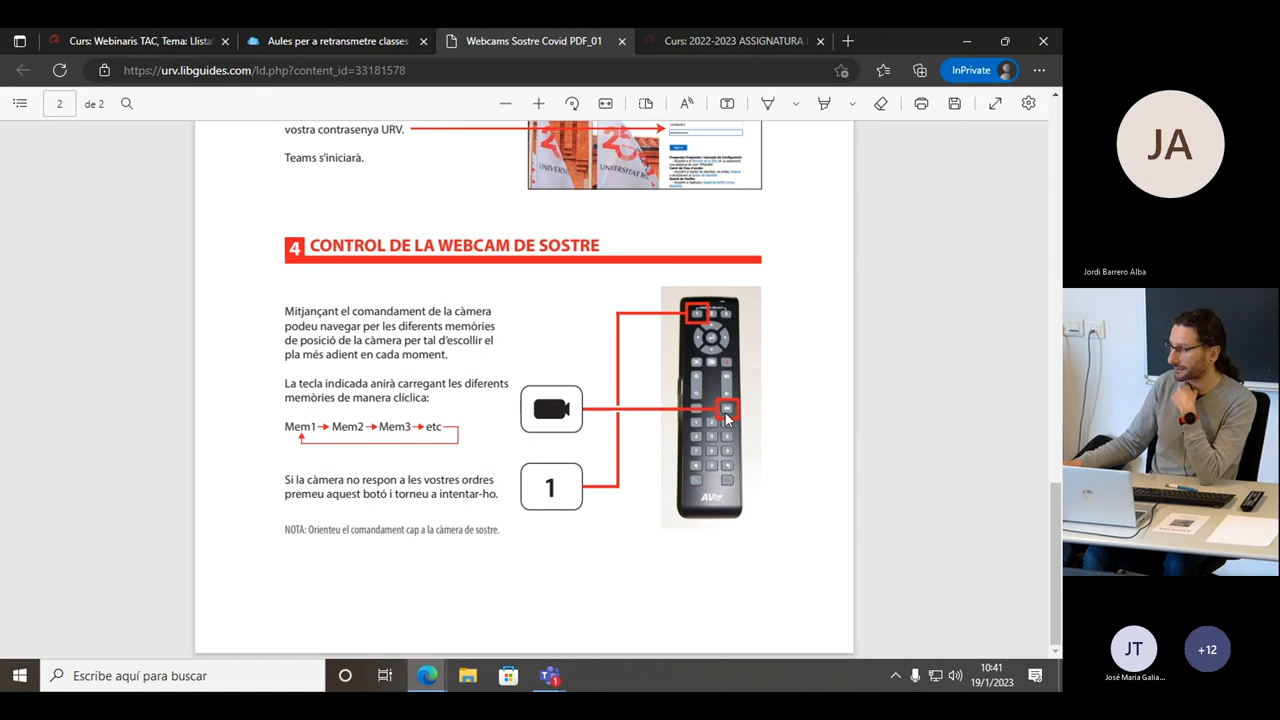 Curs: Webinaris TAC, Tema: Llista
Aules per a retransmetre classes
Webcams Sostre Covid PDF_01
Curs: 2022-2023 ASSIGNATURA
https://urv.libguides.com/ld.php?content_id=33181578
InPrivate
2 de 2
vostra contrasenya URV.
Teams s'iniciarà.
4 CONTROL DE LA WEBCAM DE SOSTRE
Mitjançant el comandament de la càmera
podeu navegar per les diferents memòries
de posició de la càmera per tal d'escollir el
pla més adient en cada moment.
La tecla indicada anirà carregant les diferents
memòries de manera clíclica:
Mem1 Mem2 Mem3 etc
Si la càmera no respon a les vostres ordres
premeu aquest botó i torneu a intentar-ho.
1
NOTA: Orienteu el comandament cap a la càmera de sostre.
AVer
JA
Jordi Barrero Alba
JT
+12
José Maria Galia...
Escribe aquí para buscar
1
10:41
19/1/2023